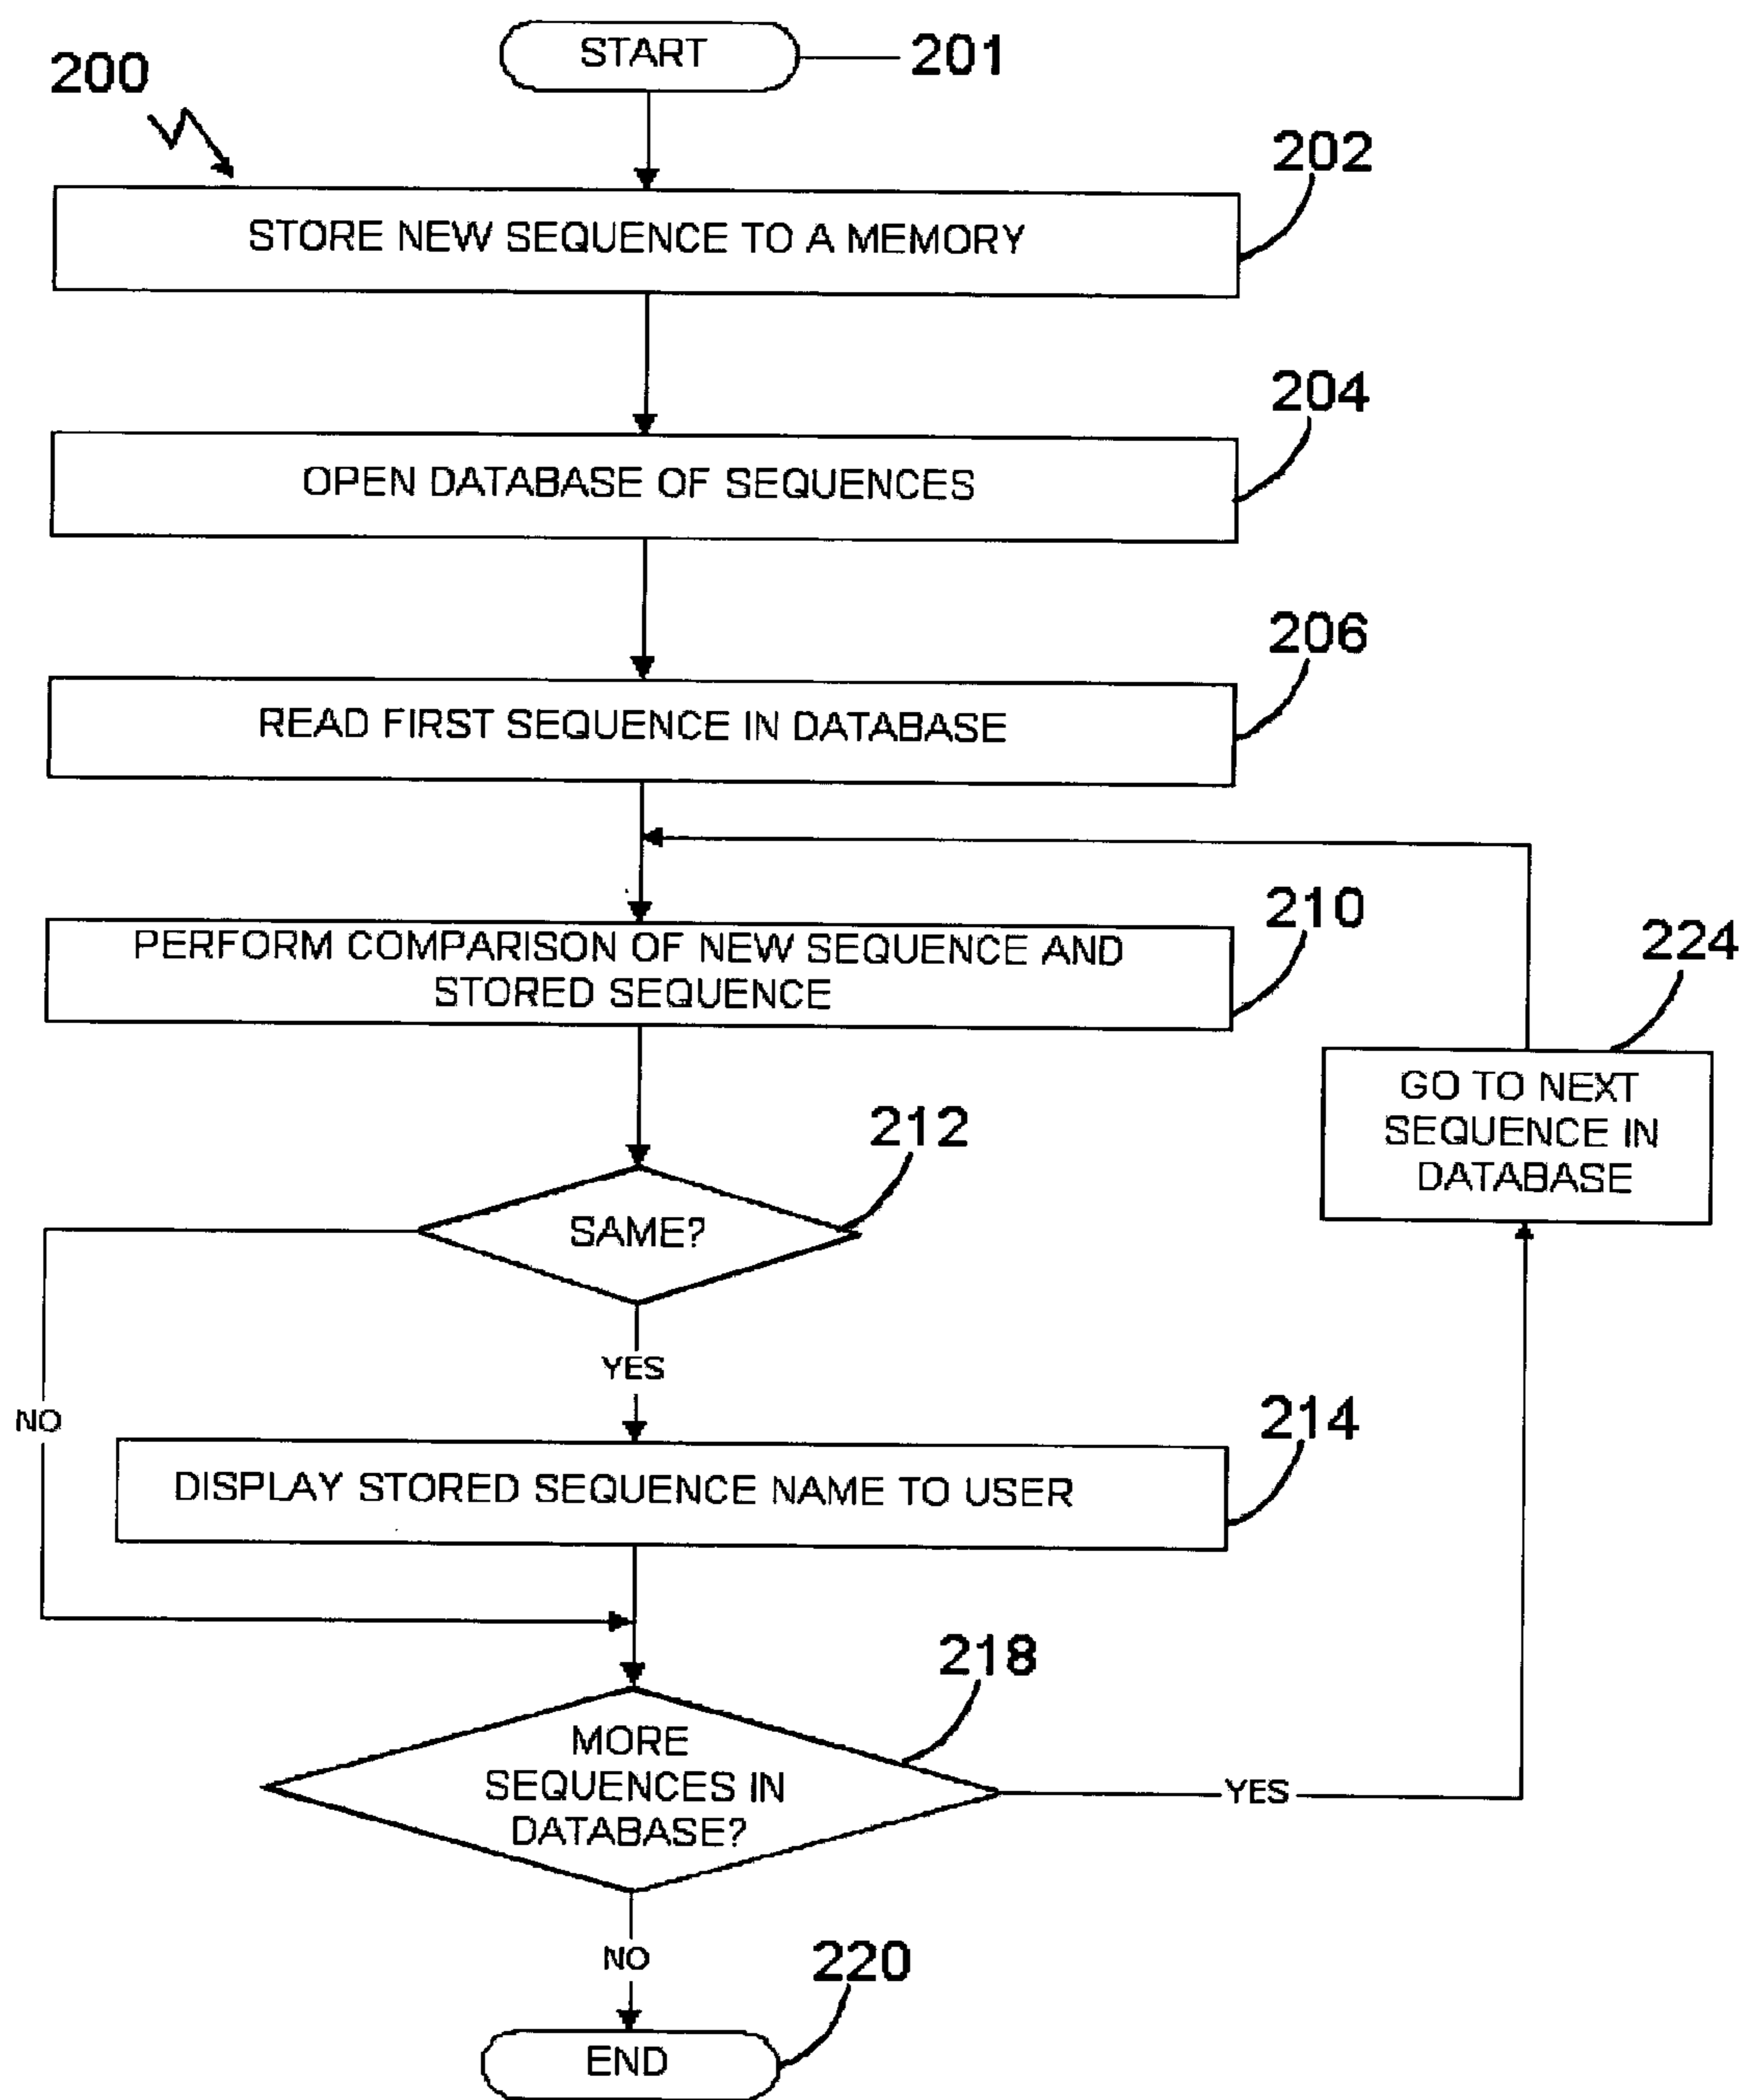 START
201
200
202
STORE NEW SEQUENCE TO A MEMORY
204
OPEN DATABASE OF SEQUENCES
206
READ FIRST SEQUENCE IN DATABASE
210
PERFORM COMPARISON OF NEW SEQUENCE AND
STORED SEQUENCE
224
GO TO NEXT
SEQUENCE IN
DATABASE
212
SAME?
YES
NO
214
DISPLAY STORED SEQUENCE NAME TO USER
218
MORE
SEQUENCES IN
DATABASE?
YES
NO
220
END